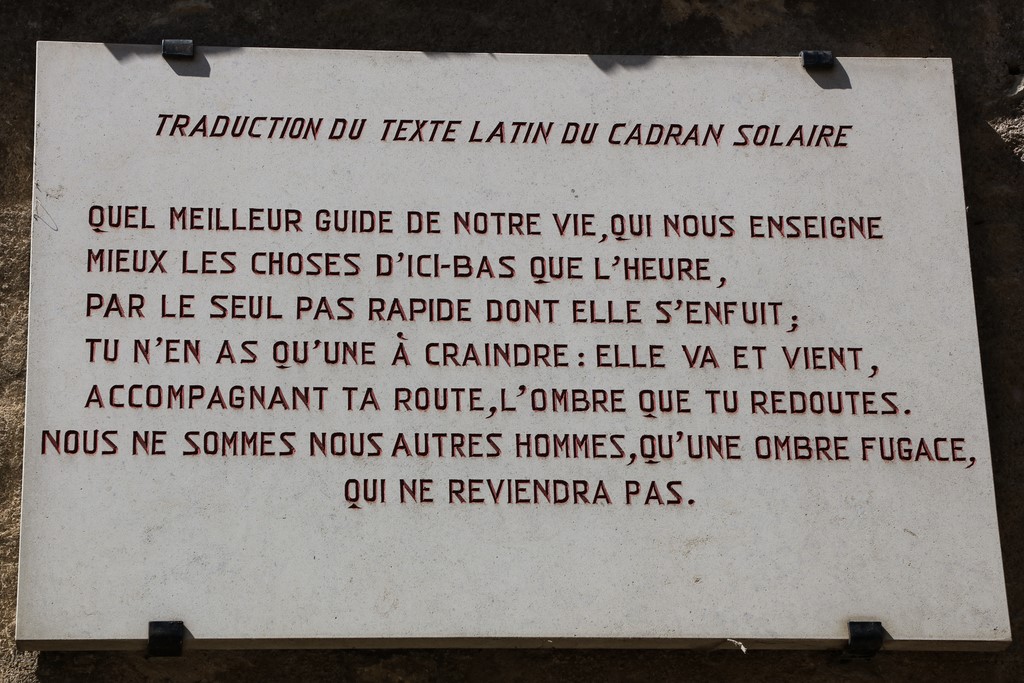 TRADUCTION DU TEXTE LATIN DU CADRAN SOLAIRE
QUEL MEILLEUR GUIDE DE NOTRE VIE, QUI NOUS ENSEIGNE
MIEUX LES CHOSES D'ICI-BAS QUE L'HEURE,
PAR LE SEUL PAS RAPIDE DONT ELLE S'ENFUIT;
TU N'EN AS QU'UNE À CRAINDRE: ELLE VA ET VIENT,
ACCOMPAGNANT TA ROUTE, L'OMBRE QUE TU REDOUTES.
NOUS NE SOMMES NOUS AUTRES HOMMES, QU'UNE OMBRE FUGACE,
QUI NE REVIENDRA PAS.